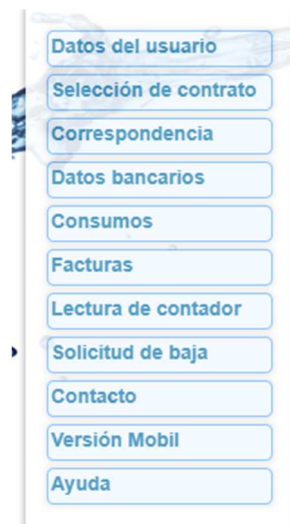 Datos del usuario
Selección de contrato
Correspondencia
Datos bancarios
Consumos
Facturas
Lectura de contador
Solicitud de baja
Contacto
Versión Mobil
Ayuda